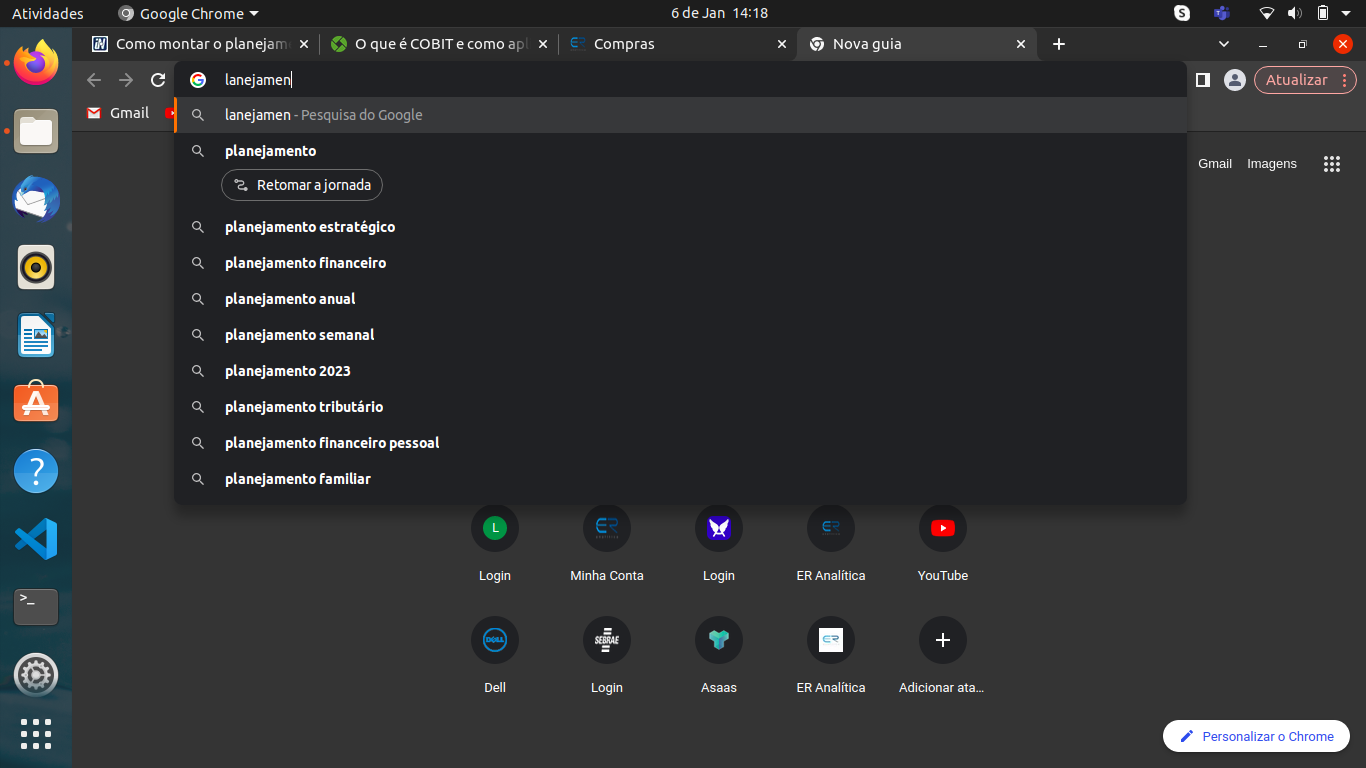 Atividades Google Chrome 6 de Jan 14:18
Como montar o planejam O que é COBIT e como apl Compras Nova guia
lanejamen Atualizar
Gmail lanejamen - Pesquisa do Google
planejamento
Gmail Imagens
Retomar a jornada
planejamento estratégico
planejamento financeiro
planejamento anual
planejamento semanal
planejamento 2023
planejamento tributário
planejamento financeiro pessoal
planejamento familiar
L
Login Minha Conta Login ER Analítica YouTube
DELL SEBRAE ER
Dell Login Asaas ER Analítica Adicionar ata...
Personalizar o Chrome